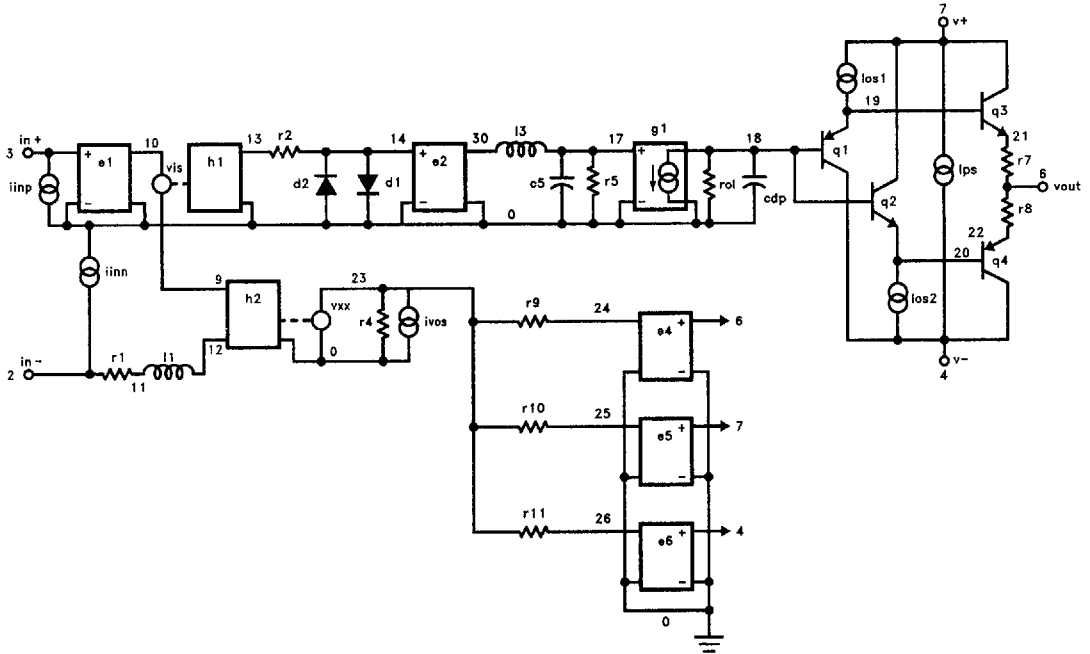 7
v+
Ios1
19
q3
in+
3
10
13
r2
14
30
l3
17
g1
18
21
e1
vis
h1
e2
q1
r7
6
vout
iinp
d2
d1
c5
r5
rol
cdp
q2
Ips
r8
0
22
20
q4
iinn
9
h2
23
vxx
r4
ivos
r9
24
e4
6
Ios2
in-
2
r1
l1
12
11
0
v-
4
r10
25
e5
7
r11
26
e6
4
0